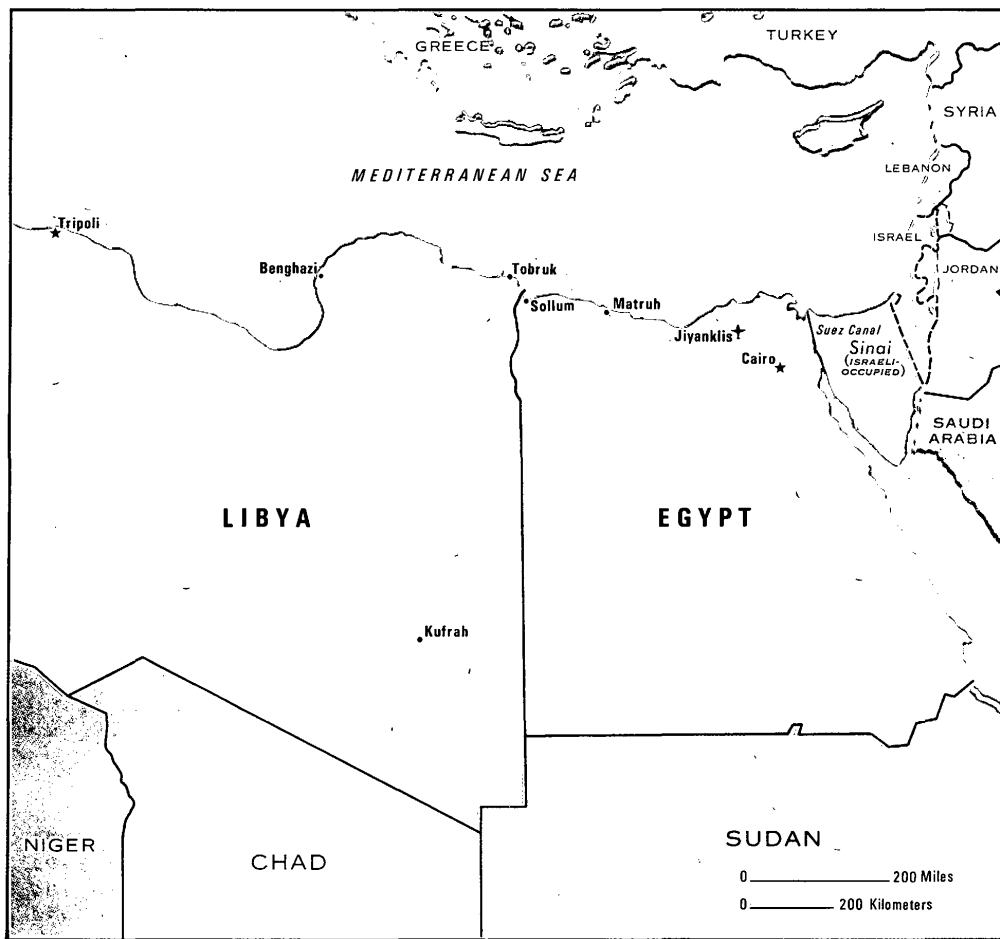 TURKEY
GREECE
SYRIA
MEDITERRANEAN SEA
LEBANON
Tripoli
ISRAEL
Benghazi
Tobruk
JORDAN
Sollum
Matruh
Jiyanklis
Suez Canal
Sinai
(ISRAELI-
OCCUPIED)
Cairo
SAUDI
ARABIA
LIBYA
EGYPT
Kufrah
NIGER
CHAD
SUDAN
0 200 Miles
0 200 Kilometers